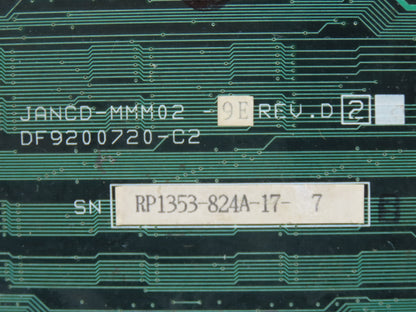 JANCD-MMM02 -9E REV.D 2
DF9200720-C2
SN RP1353-824A-17- 7